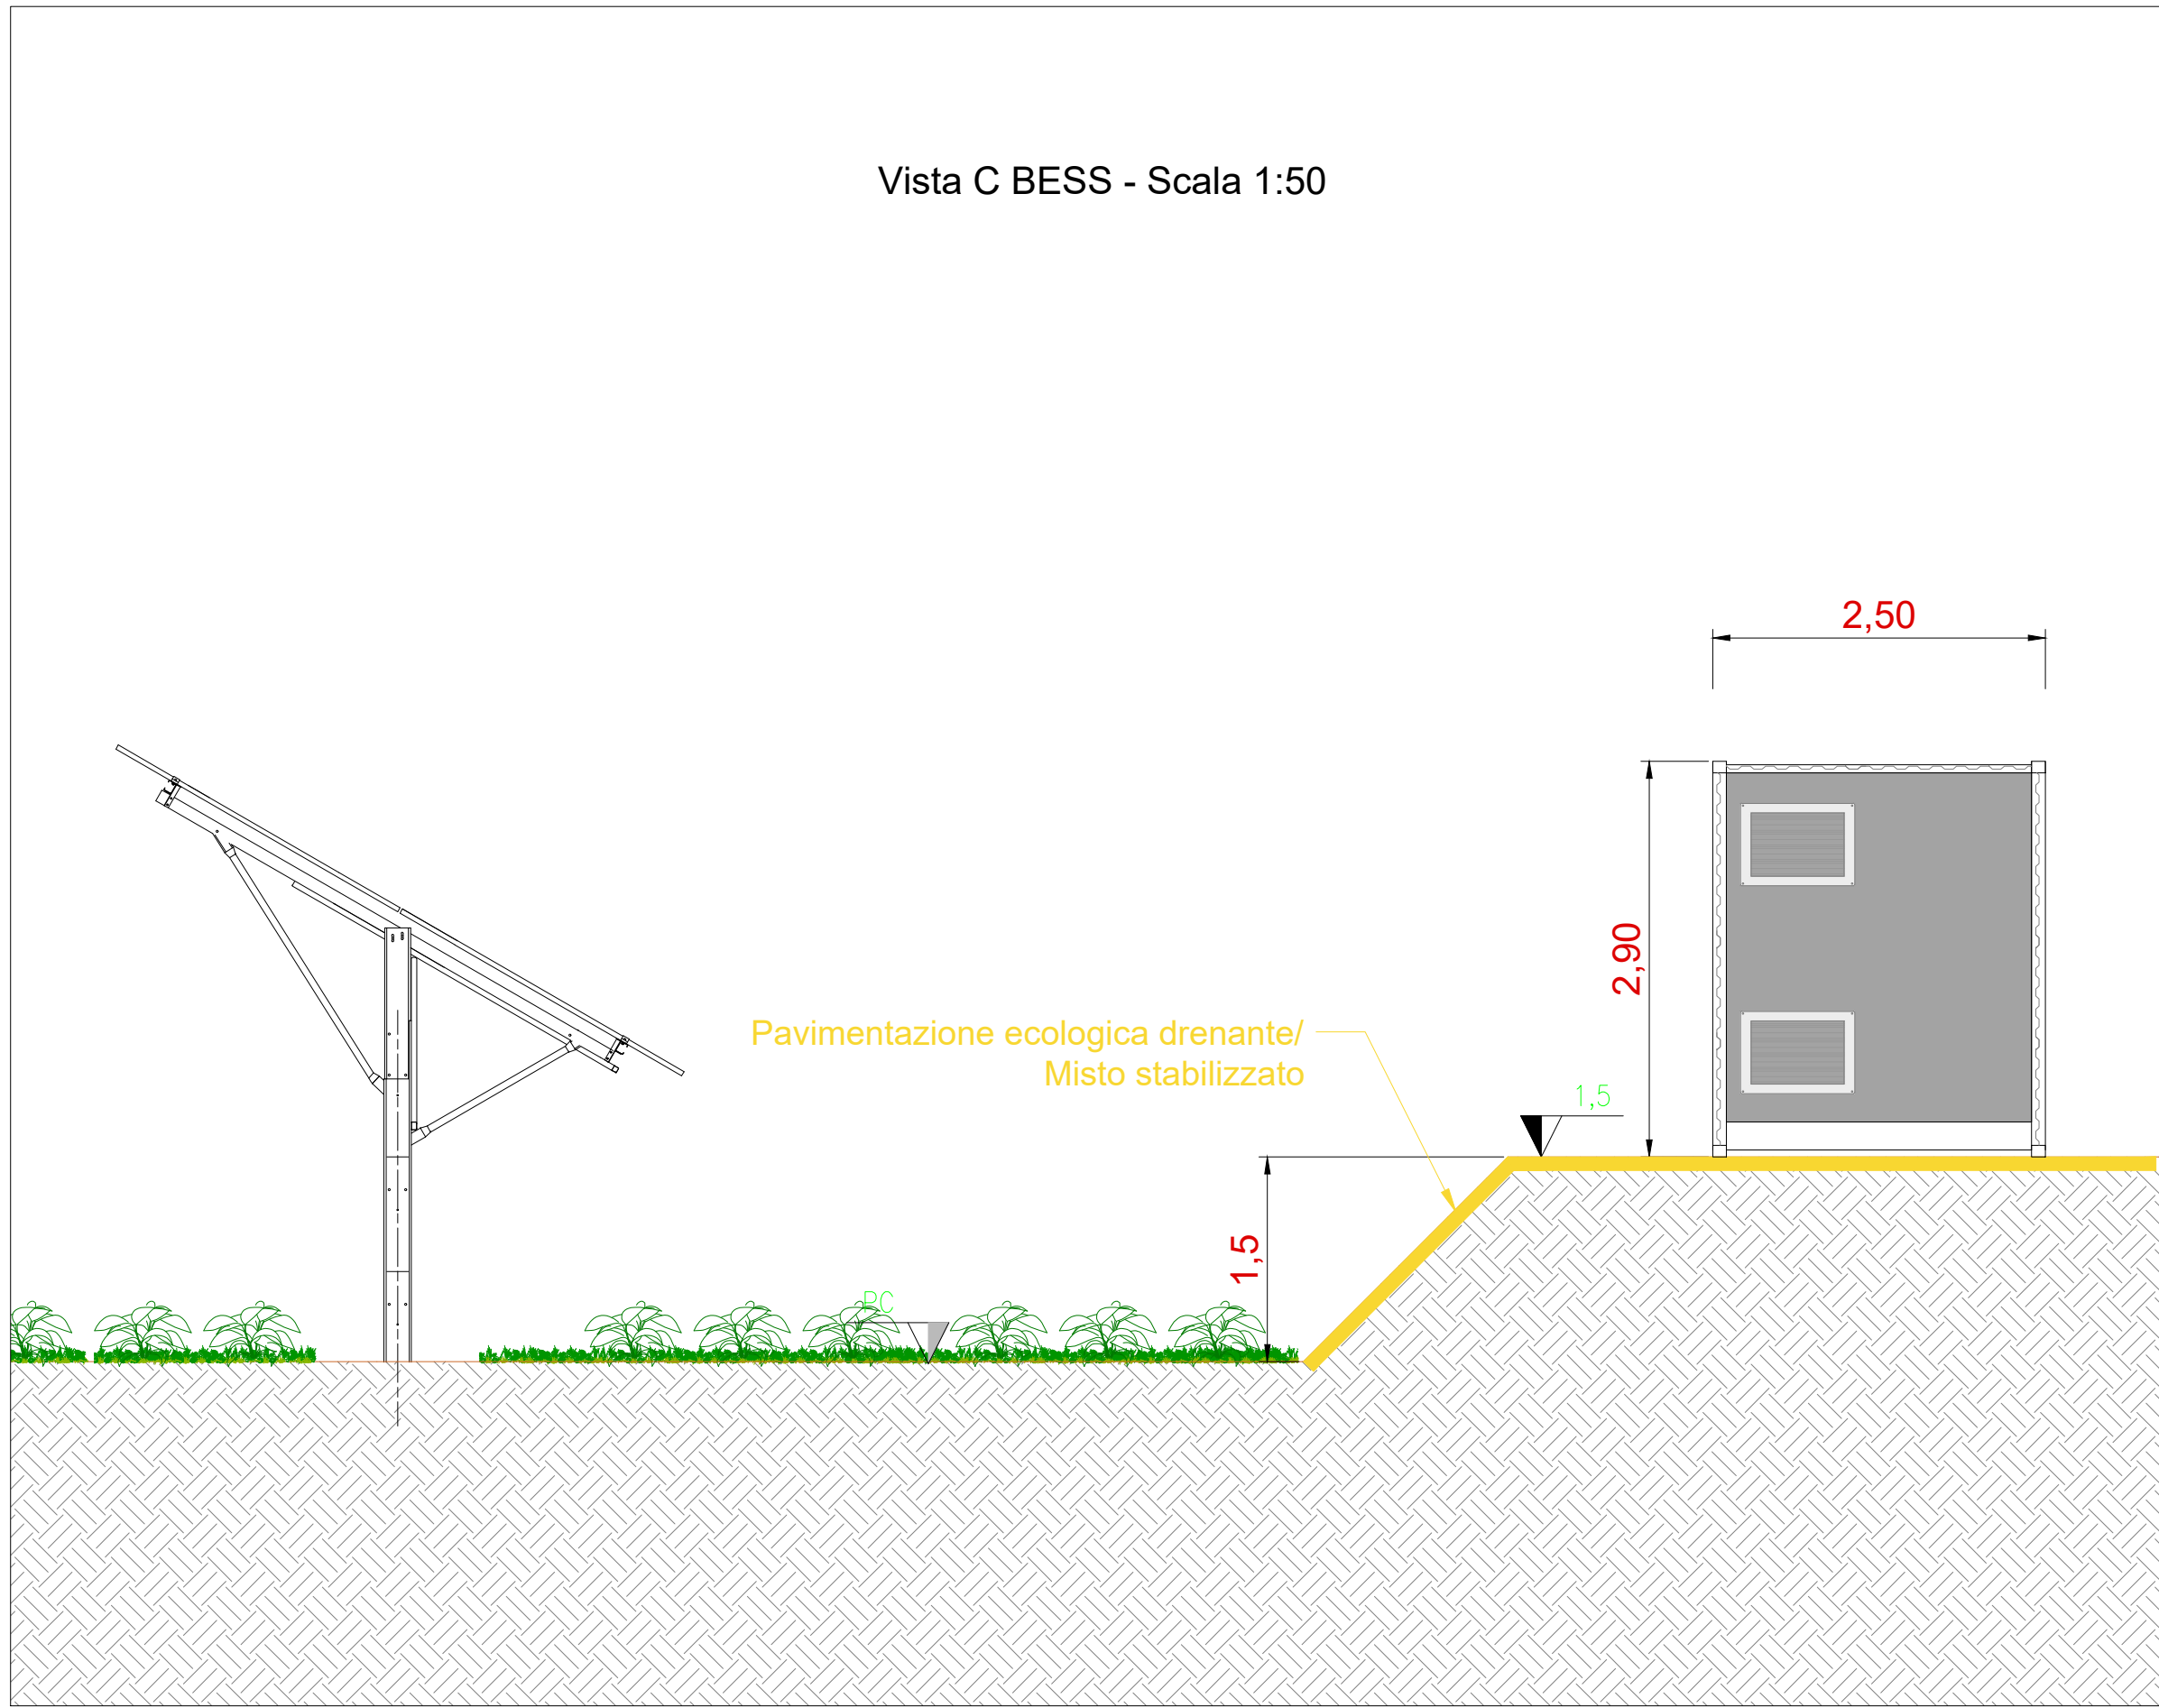 Vista C BESS - Scala 1:50
2,50
2,90
Pavimentazione ecologica drenante/
Misto stabilizzato
1,5
1,5
PC